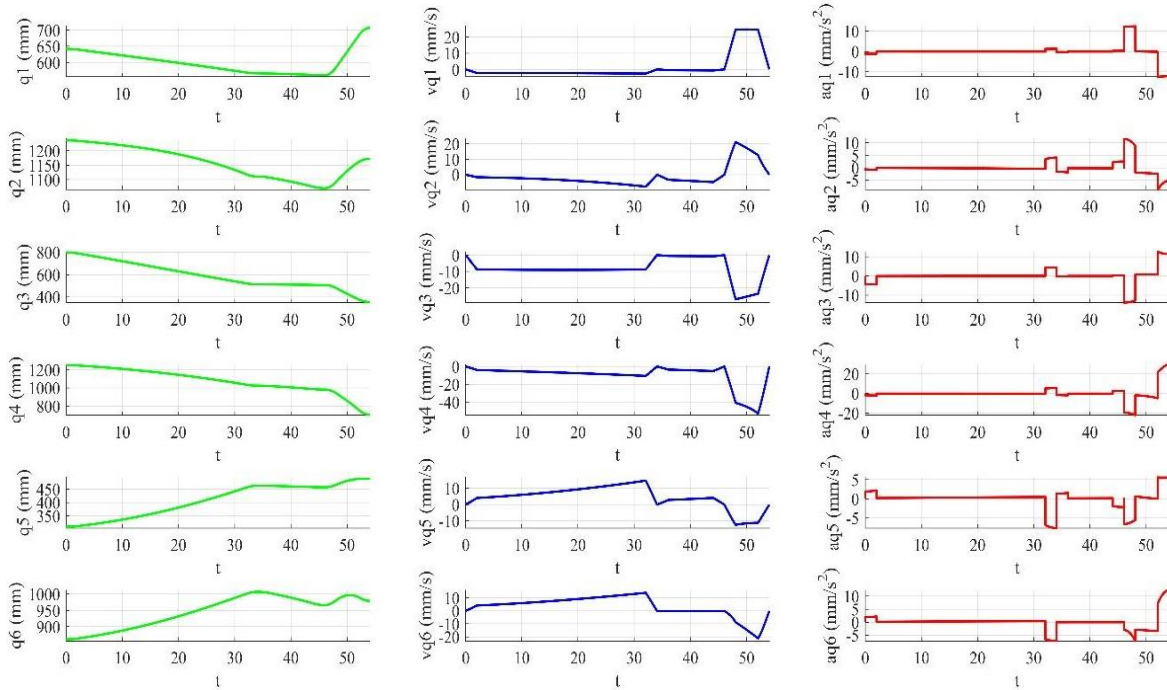 q1 (mm)
700
650
600
0 10 20 30 40 50
t
vq1 (mm/s)
20
0
0 10 20 30 40 50
t
aq1 (mm/s²)
10
0
-10
0 10 20 30 40 50
t
q2 (mm)
1200
1150
1100
0 10 20 30 40 50
t
vq2 (mm/s)
20
10
0
0 10 20 30 40 50
t
aq2 (mm/s²)
10
5
0
-5
0 10 20 30 40 50
t
q3 (mm)
800
600
400
0 10 20 30 40 50
t
vq3 (mm/s)
0
-10
-20
0 10 20 30 40 50
t
aq3 (mm/s²)
10
0
-10
0 10 20 30 40 50
t
q4 (mm)
1200
1000
800
0 10 20 30 40 50
t
vq4 (mm/s)
0
-20
-40
0 10 20 30 40 50
t
aq4 (mm/s²)
20
0
-20
0 10 20 30 40 50
t
q5 (mm)
450
400
350
0 10 20 30 40 50
t
vq5 (mm/s)
10
0
-10
0 10 20 30 40 50
t
aq5 (mm/s²)
5
0
-5
0 10 20 30 40 50
t
q6 (mm)
1000
950
900
0 10 20 30 40 50
t
vq6 (mm/s)
10
0
-10
-20
0 10 20 30 40 50
t
aq6 (mm/s²)
10
5
0
-5
0 10 20 30 40 50
t